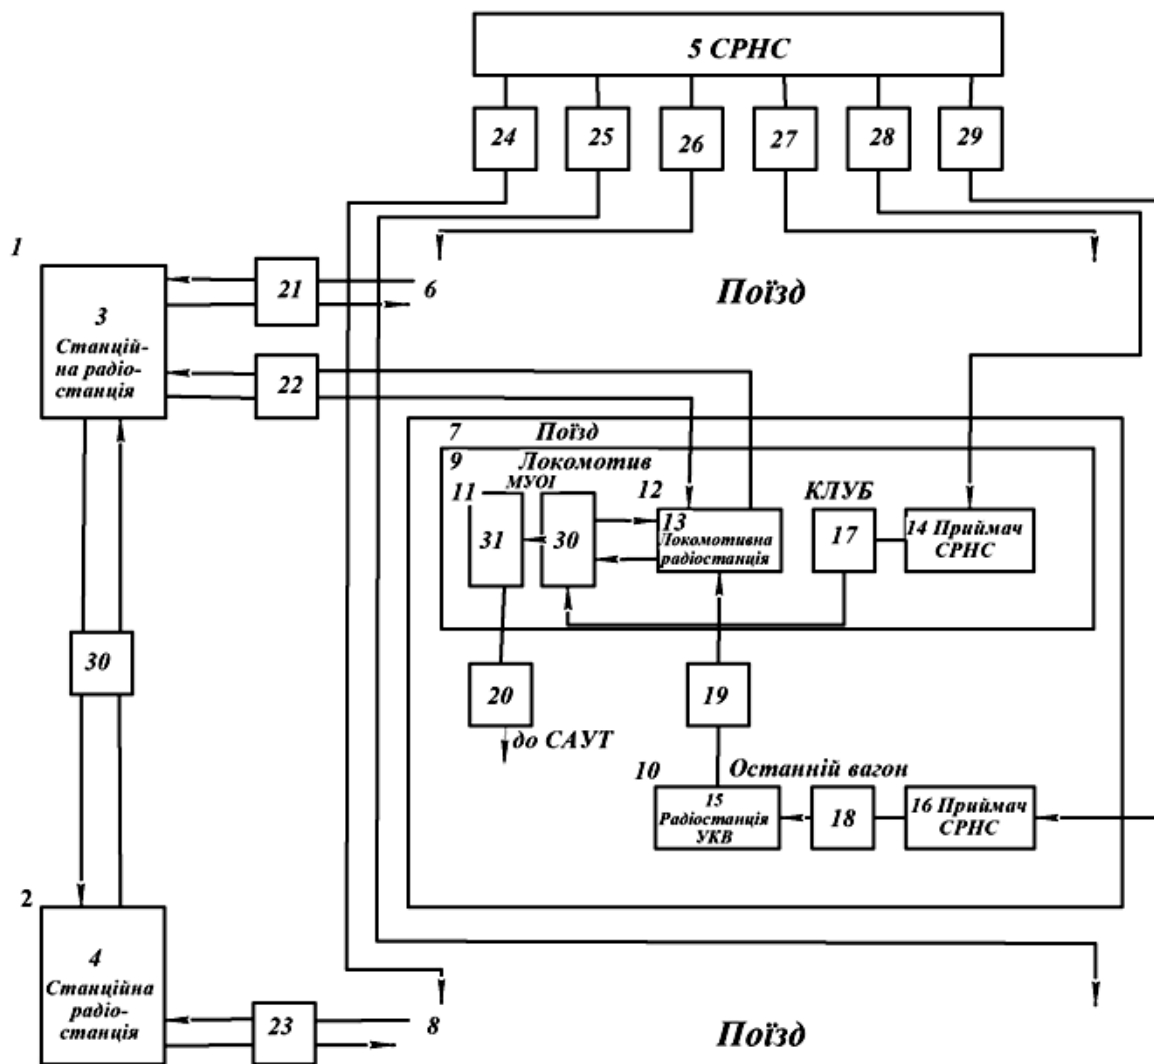 5 СРНС
24 25 26 27 28 29
1
3
Станцій-
на радіо-
станція
21
6
Поїзд
22
7 Поїзд
9 Локомотив
11 МУОІ 12 КЛУБ
31
30
13
Локомотивна
радіостанція
17
14 Приймач
СРНС
30
20
19
до САУТ
10 Останній вагон
15
Радіостанція
УКВ
18
16 Приймач
СРНС
2
4
Станційна
радіо-
станція
23
8
Поїзд